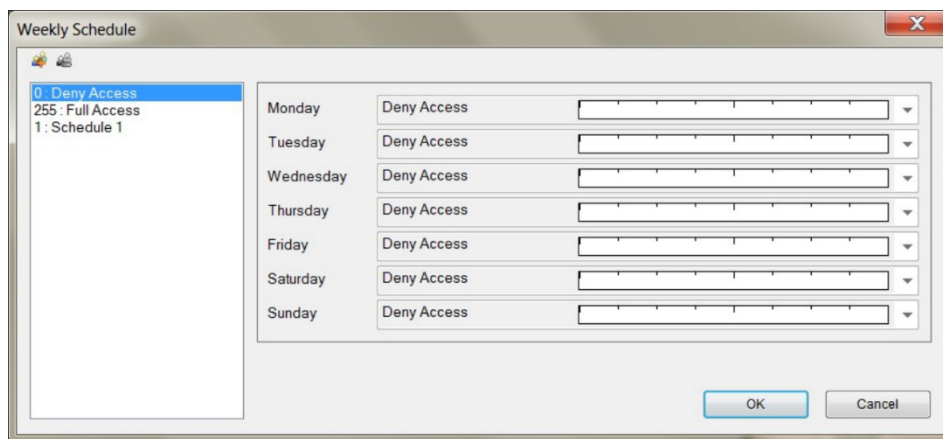 Weekly Schedule
0 : Deny Access
255 : Full Access
1 : Schedule 1
Monday Deny Access
Tuesday Deny Access
Wednesday Deny Access
Thursday Deny Access
Friday Deny Access
Saturday Deny Access
Sunday Deny Access
OK Cancel